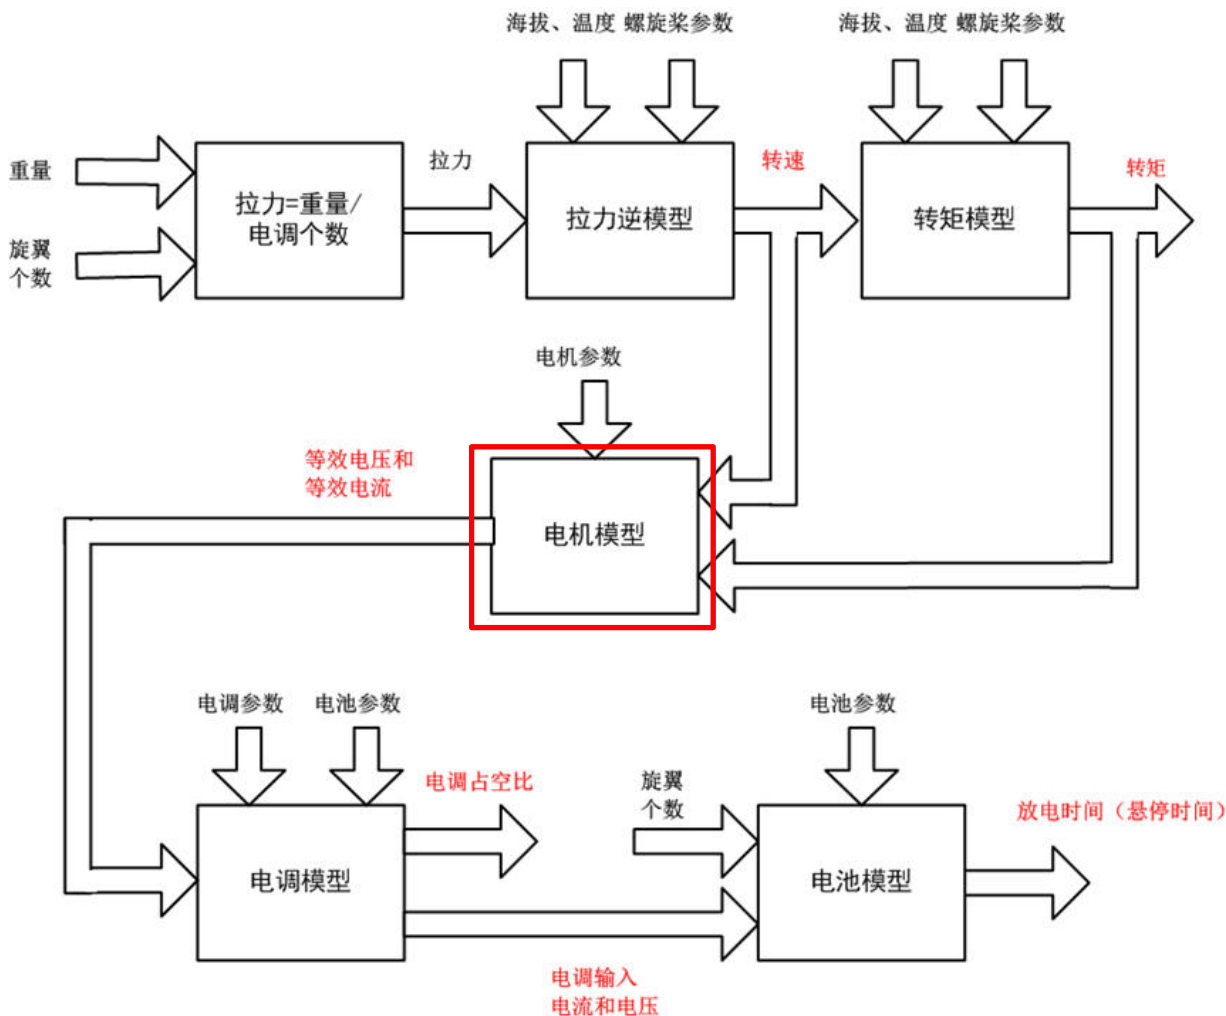 海拔、温度 螺旋桨参数
海拔、温度 螺旋桨参数
重量
旋翼
个数
拉力=重量/
电调个数
拉力
拉力逆模型
转速
转矩模型
转矩
电机参数
等效电压和
等效电流
电机模型
电调参数
电池参数
电调模型
电调占空比
电调输入
电流和电压
旋翼
个数
电池参数
电池模型
放电时间（悬停时间）